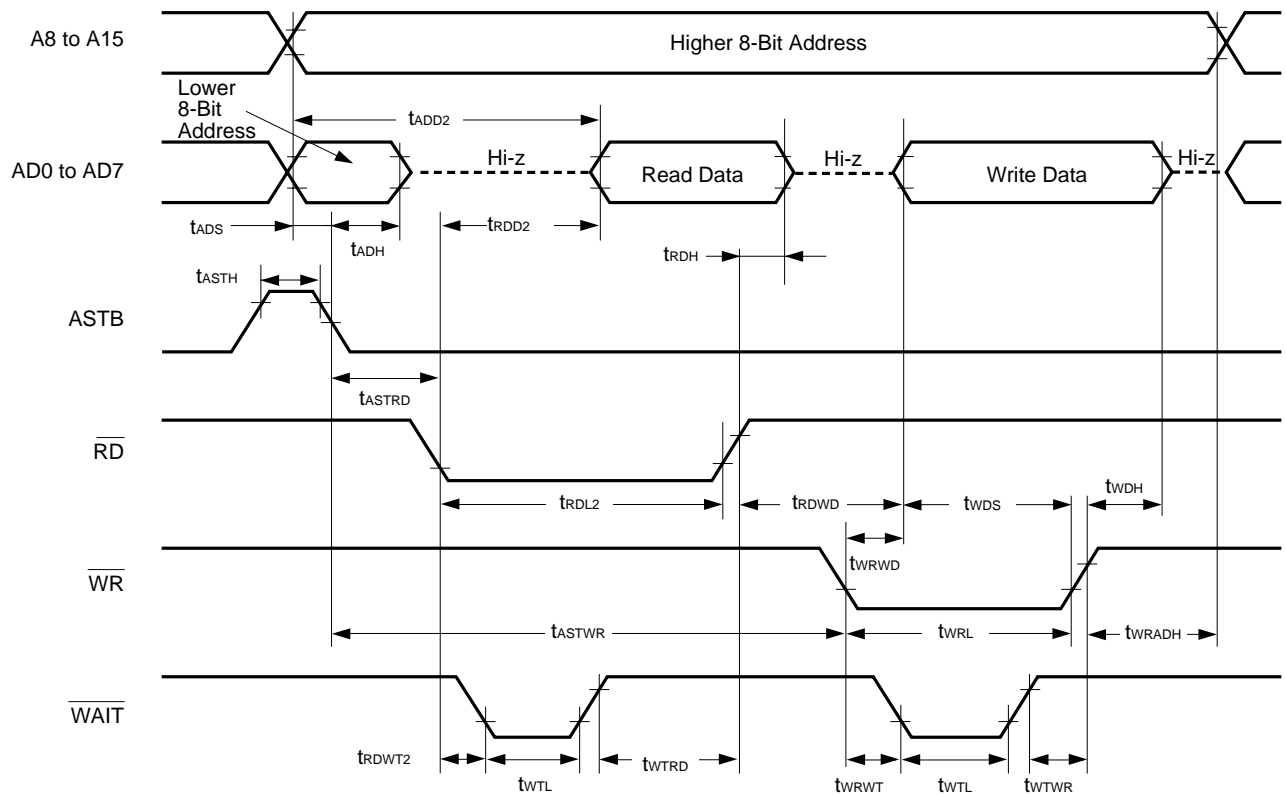 A8 to A15
Higher 8-Bit Address
Lower
8-Bit
Address
tADD2
AD0 to AD7
Hi-z
Read Data
Hi-z
Write Data
Hi-z
tADS
tADH
tRDD2
tRDH
tASTH
ASTB
tASTRD
RD
tRDL2
tRDWD
tWDS
tWDH
tWRWD
WR
tASTWR
tWRL
tWRADH
WAIT
tRDWT2
tWTL
tWTRD
tWRWT
tWTL
tWTWR